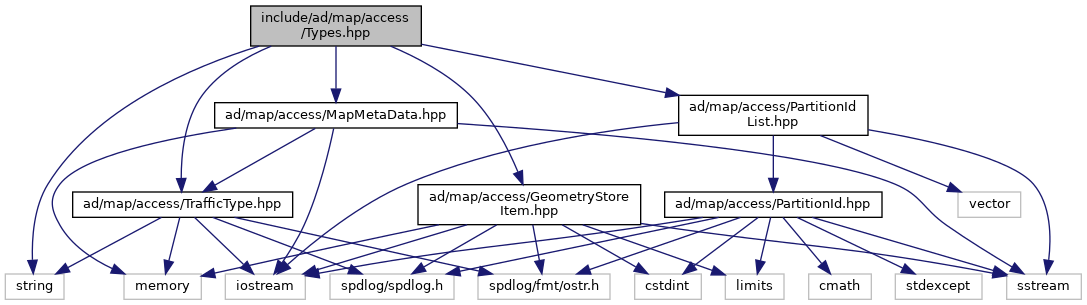 include/ad/map/access
/Types.hpp
ad/map/access/MapMetaData.hpp
ad/map/access/PartitionId
List.hpp
ad/map/access/TrafficType.hpp
ad/map/access/GeometryStore
Item.hpp
ad/map/access/PartitionId.hpp
vector
string
memory
iostream
spdlog/spdlog.h
spdlog/fmt/ostr.h
cstdint
limits
cmath
stdexcept
sstream